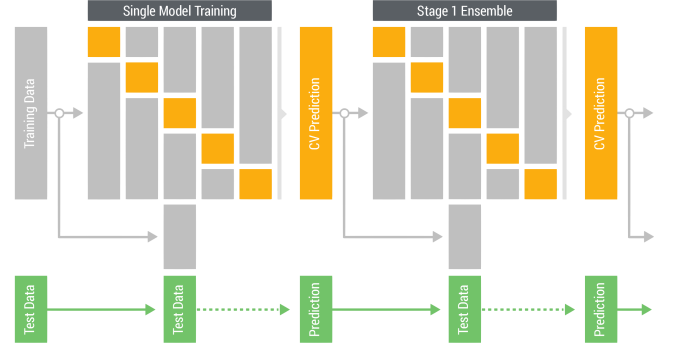 Single Model Training
Stage 1 Ensemble
Training Data
CV Prediction
CV Prediction
Test Data
Test Data
Prediction
Test Data
Prediction